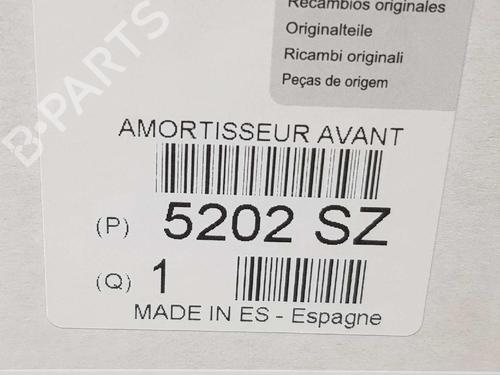 Recambios originales
Originalteile
Ricambi originali
Peças de origem
AMORTISSEUR AVANT
(P) 5202 SZ
(Q) 1
MADE IN ES - Espagne
B-PARTS